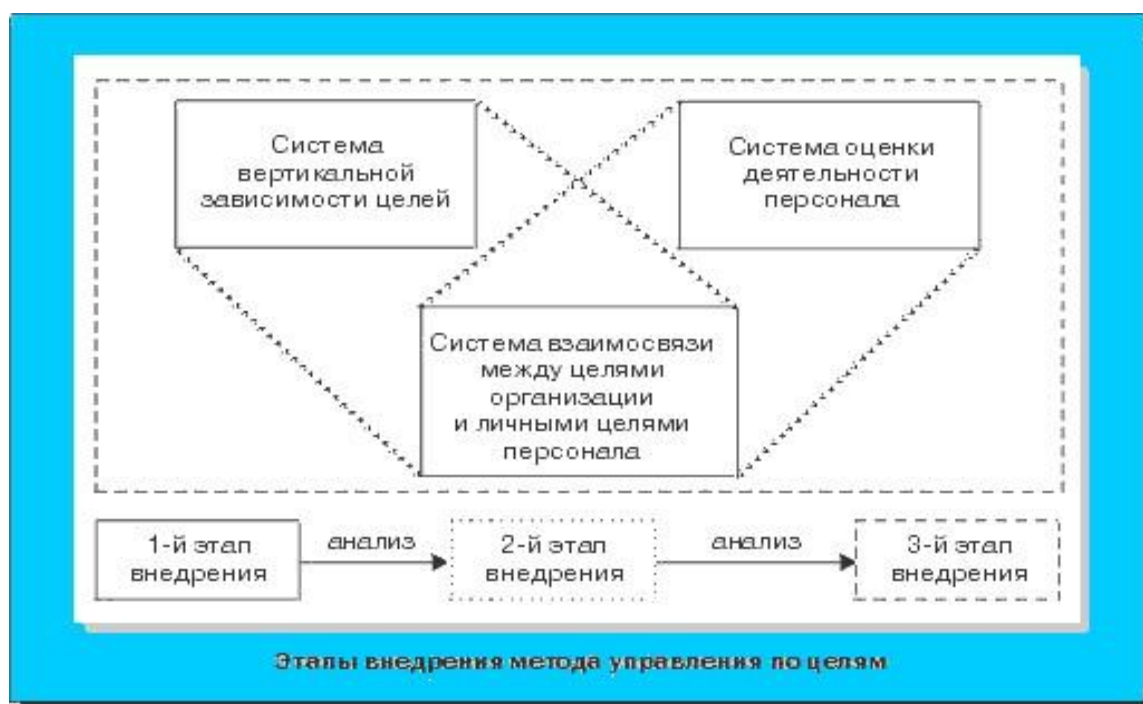 Система
вертикальной
зависимости целей
Система оценки
деятельности
персонала
Система взаимосвязи
между целями
организации
и личными целями
персонала
1-й этап
внедрения
анализ
2-й этап
внедрения
анализ
3-й этап
внедрения
Этапы внедрения метода управления по целям